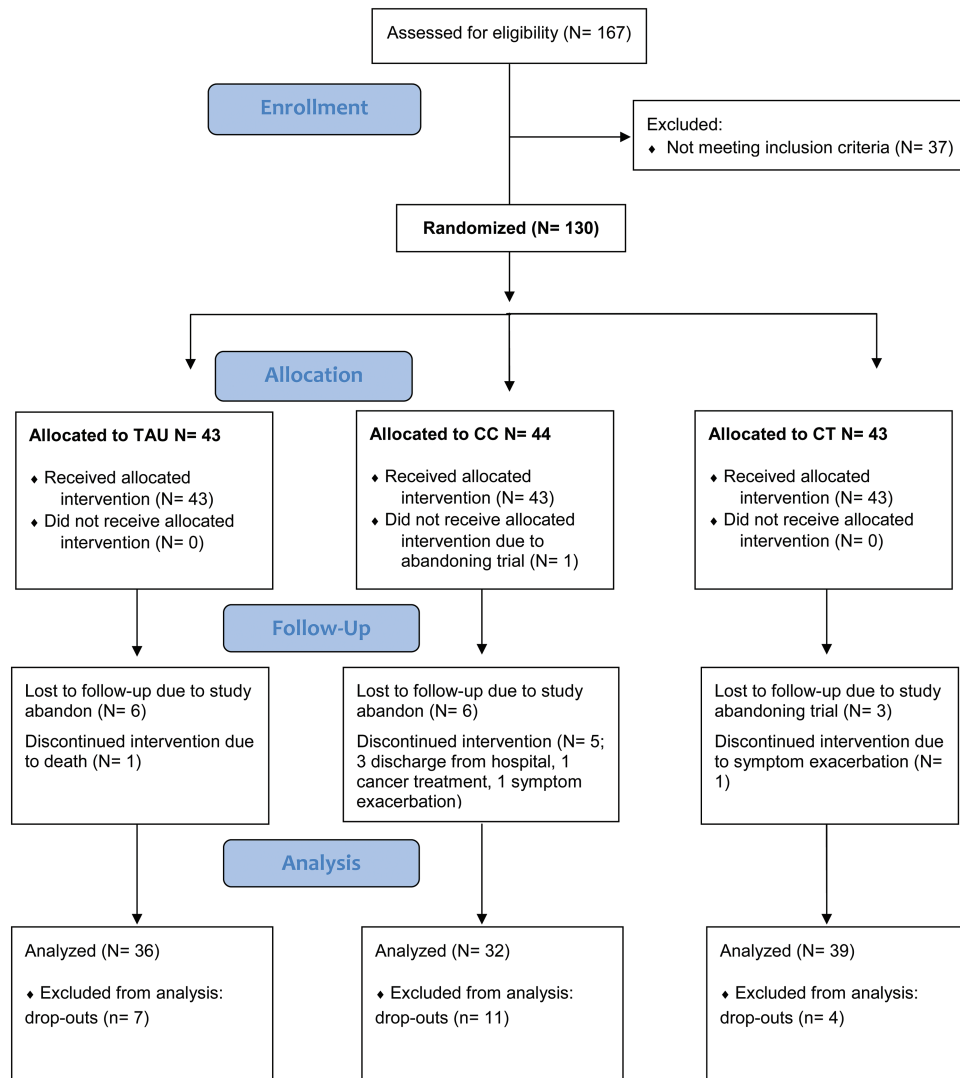 Assessed for eligibility (N= 167)
Enrollment
Excluded:
♦ Not meeting inclusion criteria (N= 37)
Randomized (N= 130)
Allocation
Allocated to TAU N= 43
♦ Received allocated
intervention (N= 43)
♦ Did not receive allocated
intervention (N= 0)
Allocated to CC N= 44
♦ Received allocated
intervention (N= 43)
♦ Did not receive allocated
intervention due to
abandoning trial (N= 1)
Allocated to CT N= 43
♦ Received allocated
intervention (N= 43)
♦ Did not receive allocated
intervention (N= 0)
Follow-Up
Lost to follow-up due to study
abandon (N= 6)
Discontinued intervention due
to death (N= 1)
Lost to follow-up due to study
abandon (N= 6)
Discontinued intervention (N= 5;
3 discharge from hospital, 1
cancer treatment, 1 symptom
exacerbation)
Lost to follow-up due to study
abandoning trial (N= 3)
Discontinued intervention due
to symptom exacerbation (N=
1)
Analysis
Analyzed (N= 36)
♦ Excluded from analysis:
drop-outs (n= 7)
Analyzed (N= 32)
♦ Excluded from analysis:
drop-outs (n= 11)
Analyzed (N= 39)
♦ Excluded from analysis:
drop-outs (n= 4)